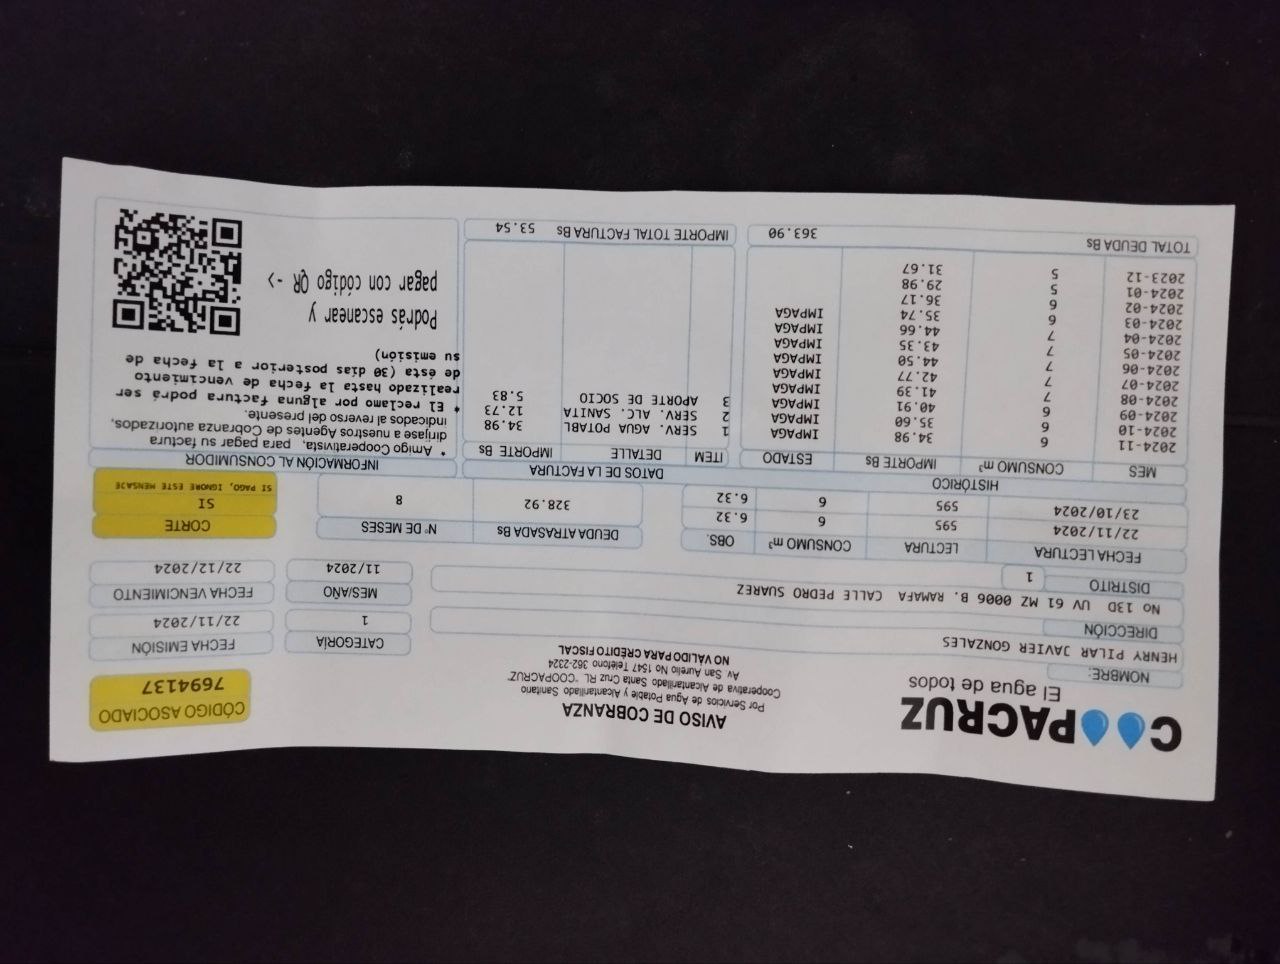 COOPACRUZ
El agua de todos
AVISO DE COBRANZA
Por Servicios de Agua Potable y Alcantarillado Sanitario
Cooperativa de Alcantarillado Santa Cruz "COOPACRUZ" RL
Av. San Aurelio No 1547 Teléfono 362-2324
NO VÁLIDO PARA CRÉDITO FISCAL
CÓDIGO ASOCIADO
7694137
NOMBRE:
HENRY PILAR JAVIER GONZALES
DIRECCIÓN
No 13D UV 61 MZ 0006 B. RAMAFA CALLE PEDRO SUAREZ
DISTRITO 1
CATEGORÍA
1
FECHA EMISIÓN
22/11/2024
MES/AÑO
11/2024
FECHA VENCIMIENTO
22/12/2024
FECHA LECTURA LECTURA CONSUMO m³ OBS.
22/11/2024 595 6 6.32
23/10/2024 595 6 6.32
DEUDA ATRASADA BS Nº DE MESES
328.92 8
CORTE
SI
SI PAGO, IGNORE ESTE MENSAJE
HISTÓRICO
MES CONSUMO m³ IMPORTE Bs ESTADO
2024-11 6 34.98 IMPAGA
2024-10 6 35.60 IMPAGA
2024-09 6 40.91 IMPAGA
2024-08 7 41.39 IMPAGA
2024-07 7 42.77 IMPAGA
2024-06 7 44.50 IMPAGA
2024-05 7 43.35 IMPAGA
2024-04 7 44.66 IMPAGA
2024-03 6 35.74 IMPAGA
2024-02 6 36.17
2024-01 5 29.98
2023-12 5 31.67
TOTAL DEUDA Bs 363.90
DATOS DE LA FACTURA
ITEM DETALLE IMPORTE Bs
1 SERV. AGUA POTABL 34.98
2 SERV. ALC. SANITA 12.73
3 APORTE DE SOCIO 5.83
IMPORTE TOTAL FACTURA Bs 53.54
INFORMACIÓN AL CONSUMIDOR
* Amigo Cooperativista, para pagar su factura
diríjase a nuestros Agentes de Cobranza autorizados,
indicados al reverso del presente.
* El reclamo por alguna factura podrá ser
realizado hasta la fecha de vencimiento
de ésta (30 días posterior a la fecha de
su emisión)
Podrás escanear y
pagar con código QR ->